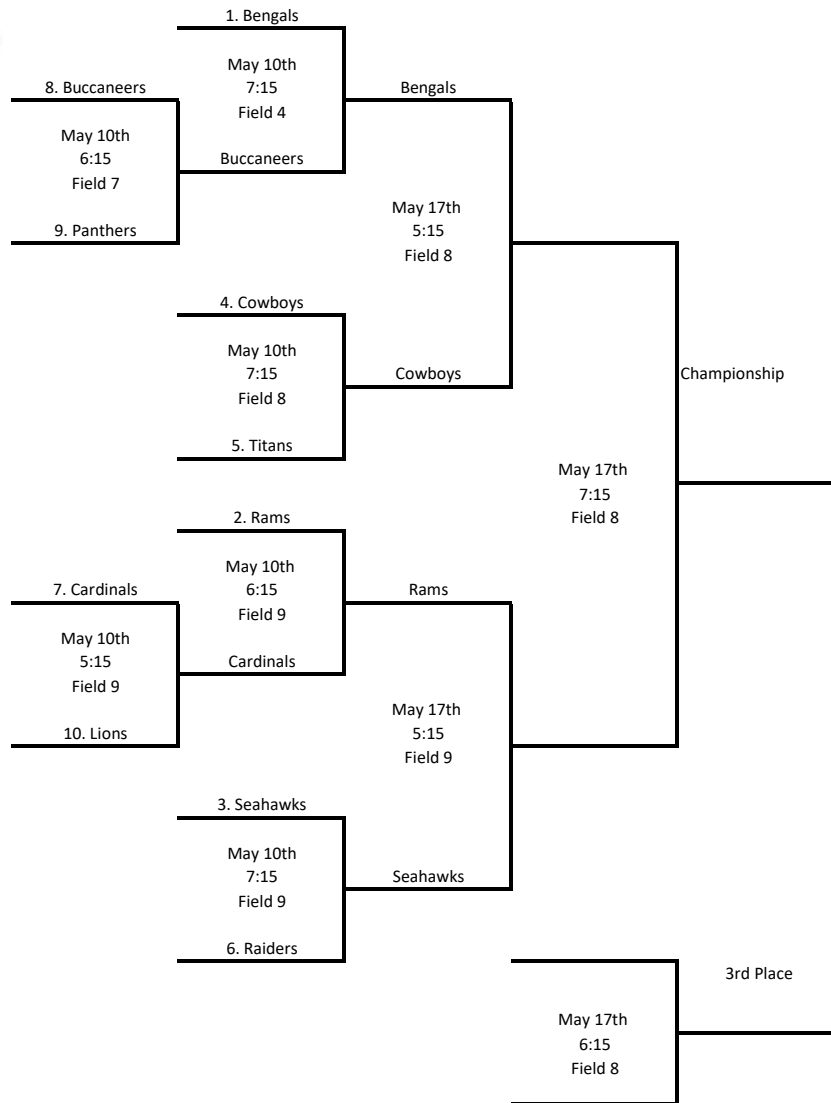 1. Bengals
May 10th
7:15
Field 4
8. Buccaneers
Bengals
May 10th
6:15
Field 7
Buccaneers
9. Panthers
May 17th
5:15
Field 8
4. Cowboys
May 10th
7:15
Field 8
Cowboys
Championship
5. Titans
May 17th
7:15
Field 8
2. Rams
May 10th
6:15
Field 9
7. Cardinals
Rams
May 10th
5:15
Field 9
Cardinals
10. Lions
May 17th
5:15
Field 9
3. Seahawks
May 10th
7:15
Field 9
Seahawks
6. Raiders
3rd Place
May 17th
6:15
Field 8